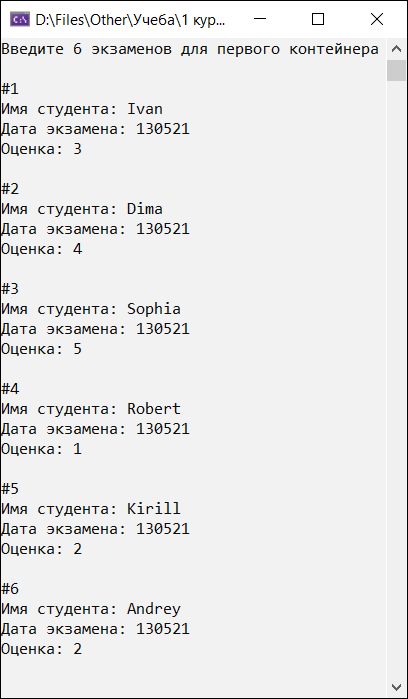 D:\Files\Other\Учеба\1 кур...
Введите 6 экзаменов для первого контейнера
#1
Имя студента: Ivan
Дата экзамена: 130521
Оценка: 3
#2
Имя студента: Dima
Дата экзамена: 130521
Оценка: 4
#3
Имя студента: Sophia
Дата экзамена: 130521
Оценка: 5
#4
Имя студента: Robert
Дата экзамена: 130521
Оценка: 1
#5
Имя студента: Kirill
Дата экзамена: 130521
Оценка: 2
#6
Имя студента: Andrey
Дата экзамена: 130521
Оценка: 2